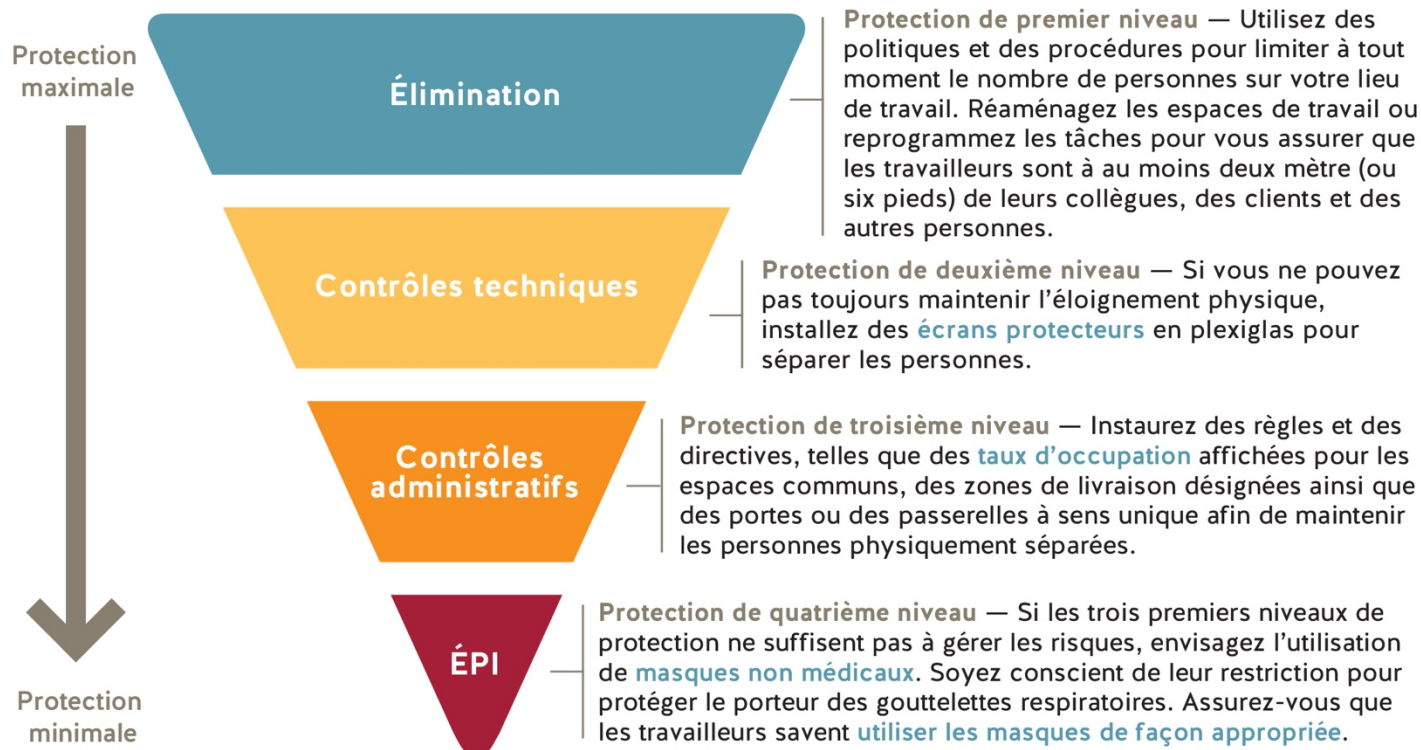 Protection
maximale
Élimination
Protection de premier niveau — Utilisez des
politiques et des procédures pour limiter à tout
moment le nombre de personnes sur votre lieu
de travail. Réaménagez les espaces de travail ou
reprogrammez les tâches pour vous assurer que
les travailleurs sont à au moins deux mètre (ou
six pieds) de leurs collègues, des clients et des
autres personnes.
Contrôles techniques
Protection de deuxième niveau — Si vous ne pouvez
pas toujours maintenir l’éloignement physique,
installez des écrans protecteurs en plexiglas pour
séparer les personnes.
Contrôles
administratifs
Protection de troisième niveau — Instaurez des règles et des
directives, telles que des taux d’occupation affichées pour les
espaces communs, des zones de livraison désignées ainsi que
des portes ou des passerelles à sens unique afin de maintenir
les personnes physiquement séparées.
ÉPI
Protection de quatrième niveau — Si les trois premiers niveaux de
protection ne suffisent pas à gérer les risques, envisagez l’utilisation
de masques non médicaux. Soyez conscient de leur restriction pour
protéger le porteur des gouttelettes respiratoires. Assurez-vous que
les travailleurs savent utiliser les masques de façon appropriée.
Protection
minimale